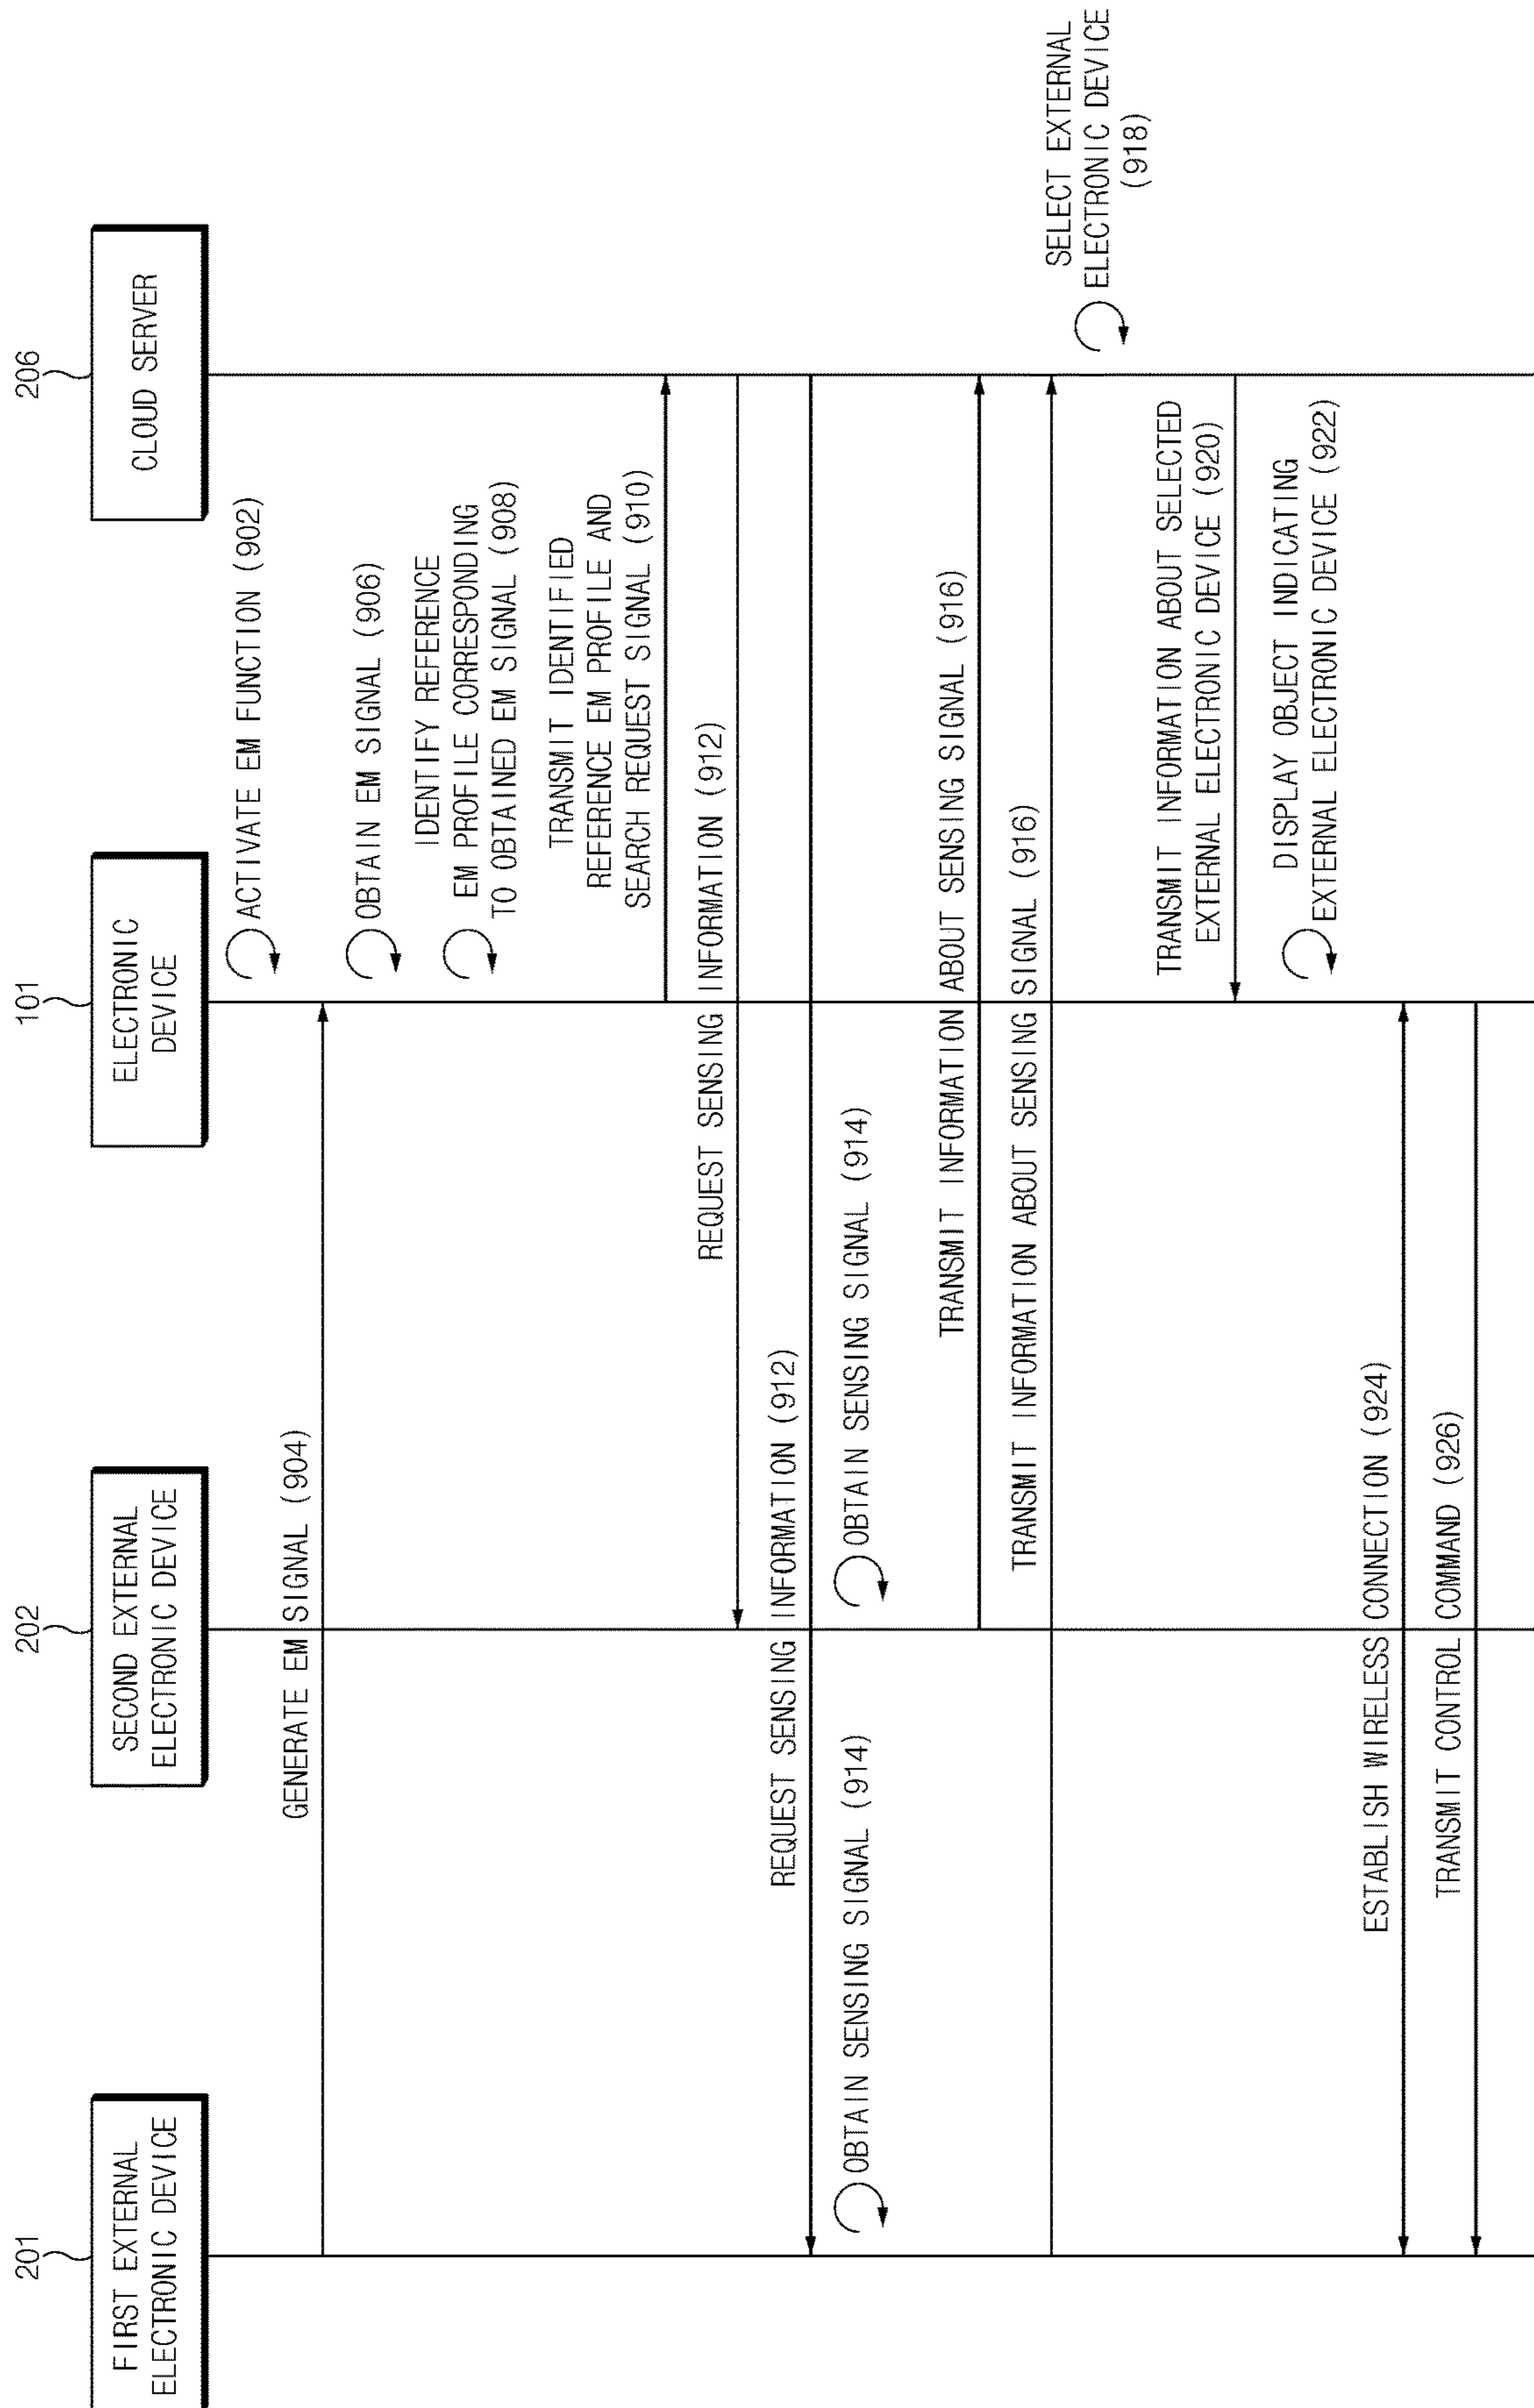 201
FIRST EXTERNAL
ELECTRONIC DEVICE
202
SECOND EXTERNAL
ELECTRONIC DEVICE
101
ELECTRONIC
DEVICE
206
CLOUD SERVER
ACTIVATE EM FUNCTION (902)
GENERATE EM SIGNAL (904)
OBTAIN EM SIGNAL (906)
IDENTIFY REFERENCE
EM PROFILE CORRESPONDING
TO OBTAINED EM SIGNAL (908)
TRANSMIT IDENTIFIED
REFERENCE EM PROFILE AND
SEARCH REQUEST SIGNAL (910)
REQUEST SENSING INFORMATION (912)
REQUEST SENSING INFORMATION (912)
OBTAIN SENSING SIGNAL (914)
OBTAIN SENSING SIGNAL (914)
TRANSMIT INFORMATION ABOUT SENSING SIGNAL (916)
TRANSMIT INFORMATION ABOUT SENSING SIGNAL (916)
SELECT EXTERNAL
ELECTRONIC DEVICE
(918)
TRANSMIT INFORMATION ABOUT SELECTED
EXTERNAL ELECTRONIC DEVICE (920)
DISPLAY OBJECT INDICATING
EXTERNAL ELECTRONIC DEVICE (922)
ESTABLISH WIRELESS CONNECTION (924)
TRANSMIT CONTROL COMMAND (926)